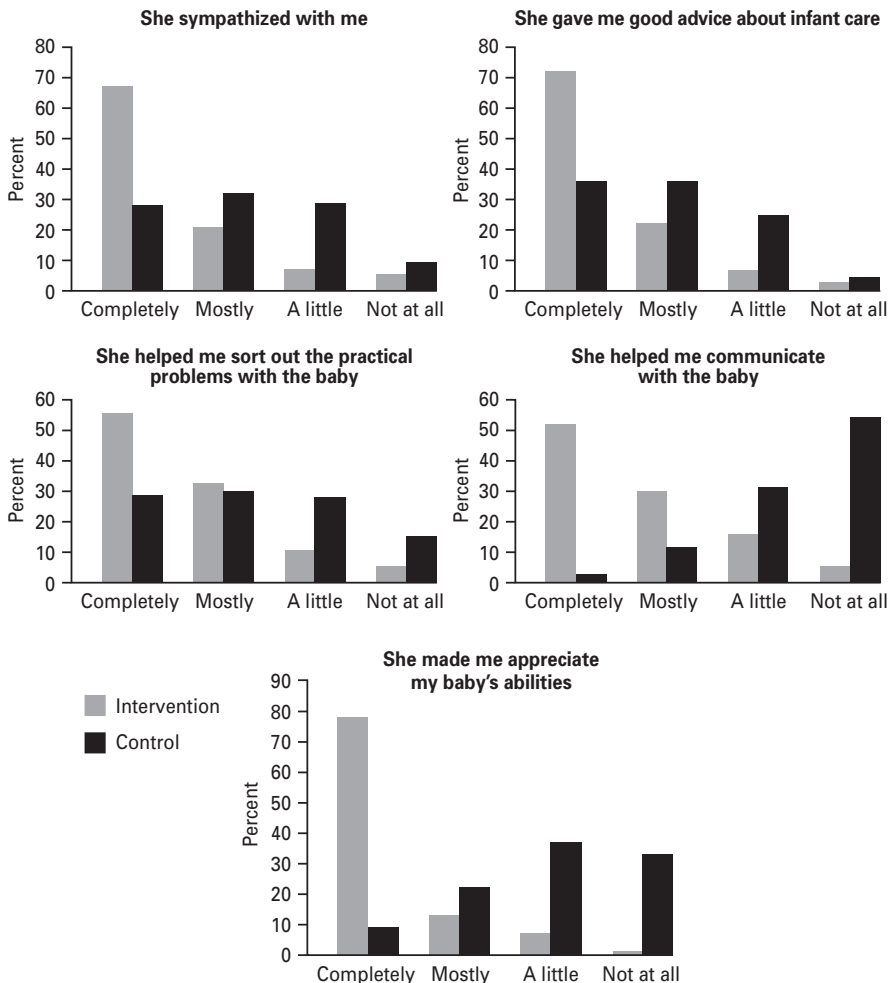 She sympathized with me
80
70
60
50
40
30
20
10
0
Percent
Completely Mostly A little Not at all
She gave me good advice about infant care
80
70
60
50
40
30
20
10
0
Percent
Completely Mostly A little Not at all
She helped me sort out the practical
problems with the baby
60
50
40
30
20
10
0
Percent
Completely Mostly A little Not at all
She helped me communicate
with the baby
60
50
40
30
20
10
0
Percent
Completely Mostly A little Not at all
Intervention
Control
She made me appreciate
my baby's abilities
90
80
70
60
50
40
30
20
10
0
Percent
Completely Mostly A little Not at all